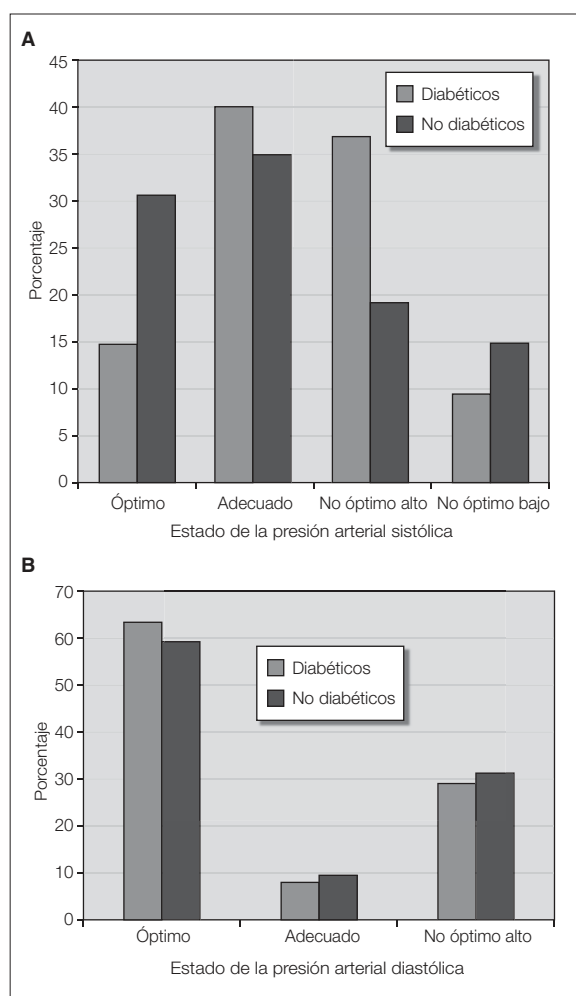 A
45
40
35
30
25
20
15
10
5
0
Porcentaje
Diabéticos
No diabéticos
Óptimo Adecuado No óptimo alto No óptimo bajo
Estado de la presión arterial sistólica
B
70
60
50
40
30
20
10
0
Porcentaje
Diabéticos
No diabéticos
Óptimo Adecuado No óptimo alto
Estado de la presión arterial diastólica